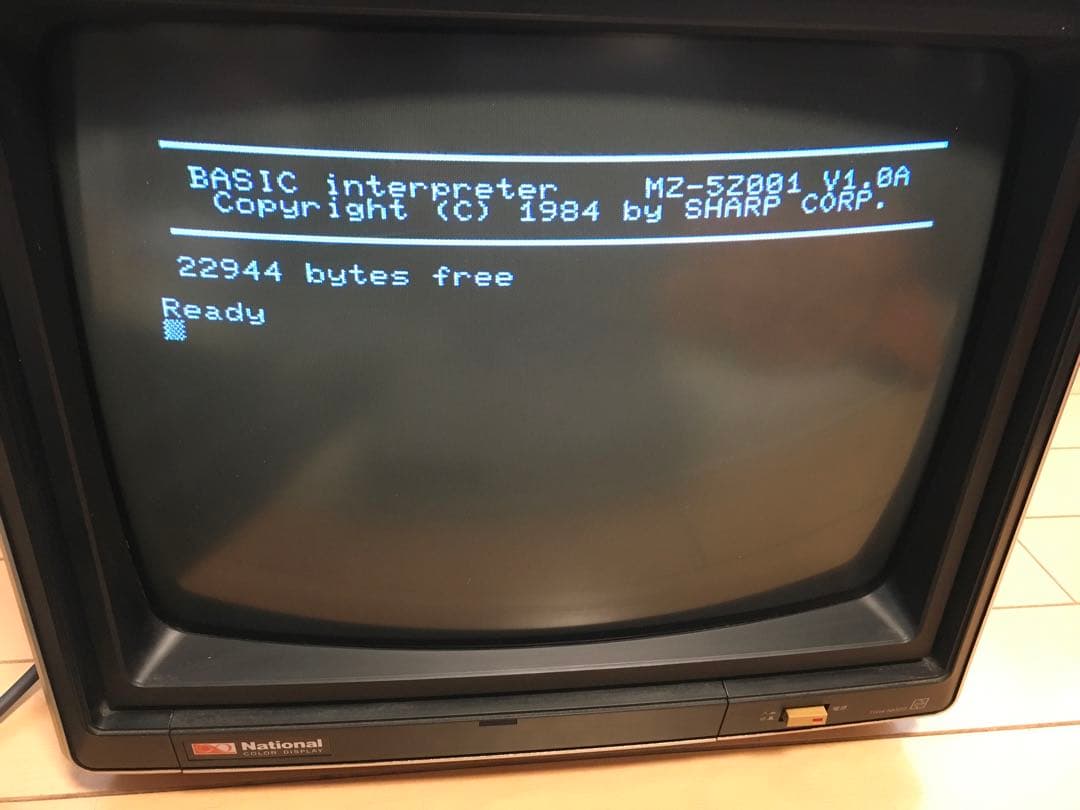 BASIC interpreter MZ-5Z001 V1.0A
Copyright (C) 1984 by SHARP CORP.
22944 bytes free
Ready
National
COLOR DISPLAY